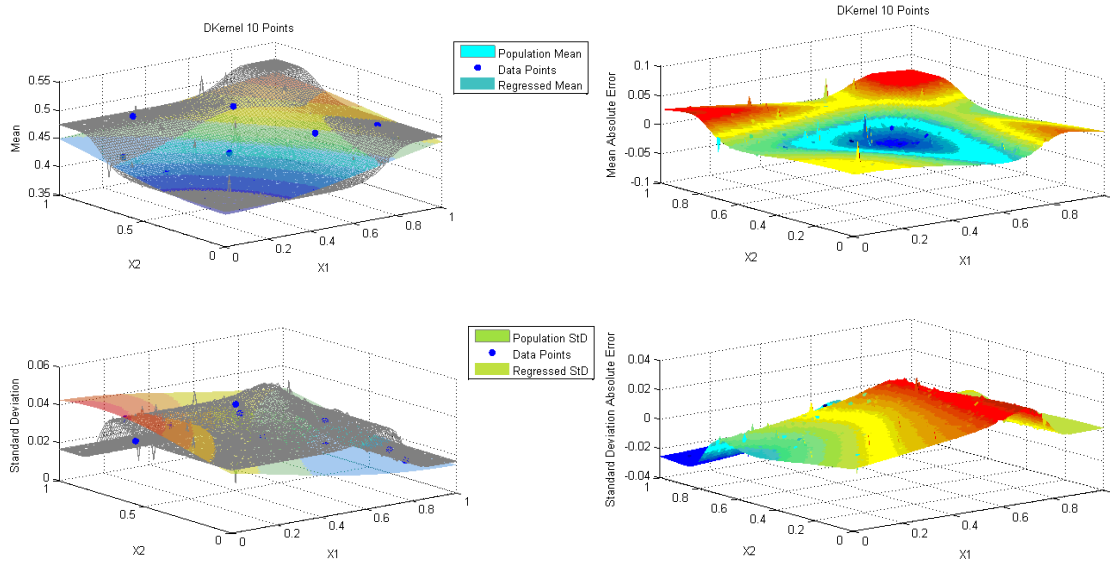 DKernel 10 Points
Population Mean
Data Points
Regressed Mean
Mean
0.55
0.5
0.45
0.4
0.35
1
0.5
0
X2
0
0.2
0.4
0.6
0.8
1
X1
DKernel 10 Points
Mean Absolute Error
0.1
0.05
0
-0.05
-0.1
0.8
0.6
0.4
0.2
0
X2
0
0.2
0.4
0.6
0.8
X1
Population StD
Data Points
Regressed StD
Standard Deviation
0.06
0.04
0.02
0
1
0.5
0
X2
0
0.2
0.4
0.6
0.8
1
X1
Standard Deviation Absolute Error
0.04
0.02
0
-0.02
-0.04
1
0.8
0.6
0.4
0.2
0
X2
0
0.2
0.4
0.6
0.8
X1